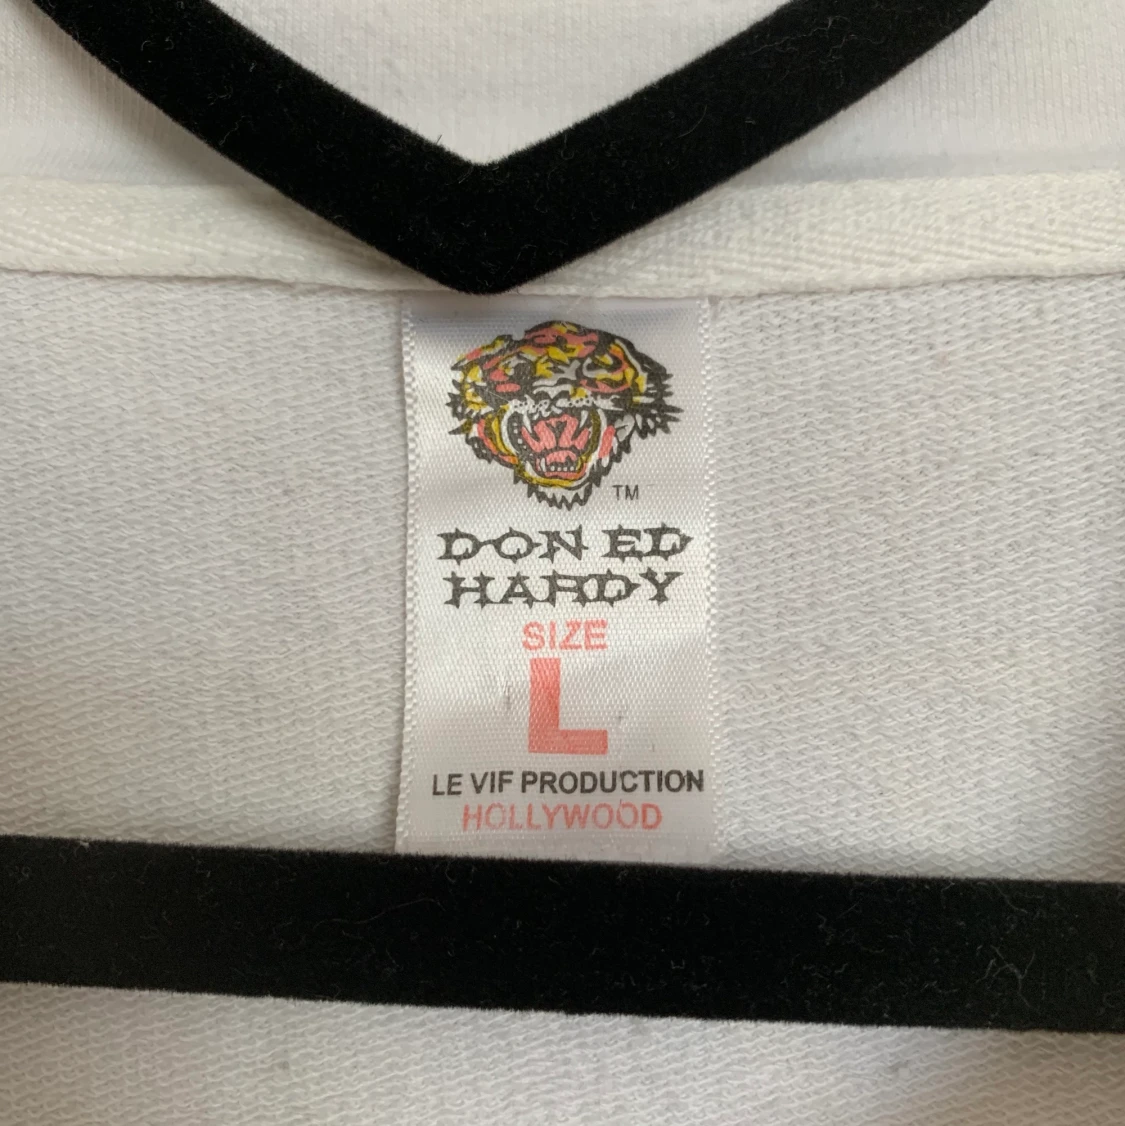 TM
DON ED
HARDY
SIZE
L
LE VIF PRODUCTION
HOLLYWOOD